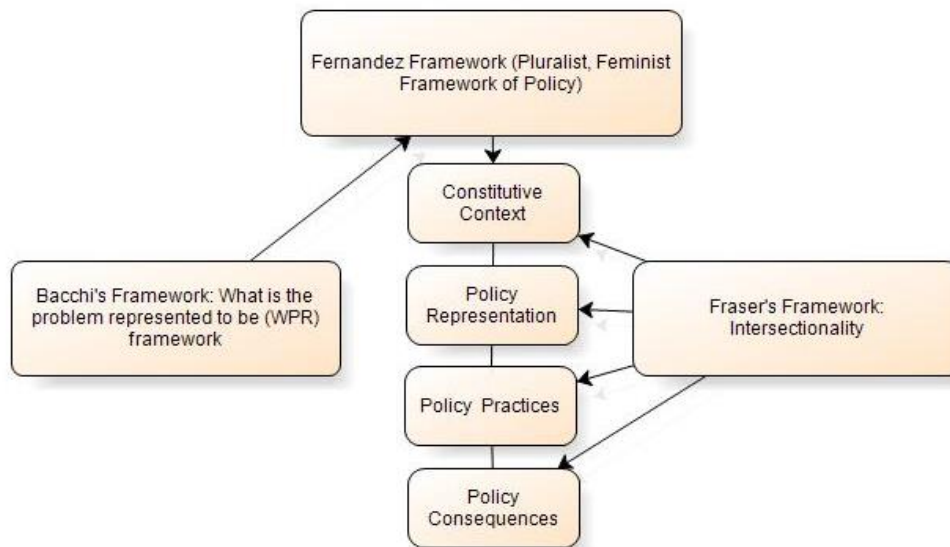 Fernandez Framework (Pluralist, Feminist
Framework of Policy)
Constitutive
Context
Bacchi's Framework: What is the
problem represented to be (WPR)
framework
Policy
Representation
Fraser's Framework:
Intersectionality
Policy Practices
Policy
Consequences